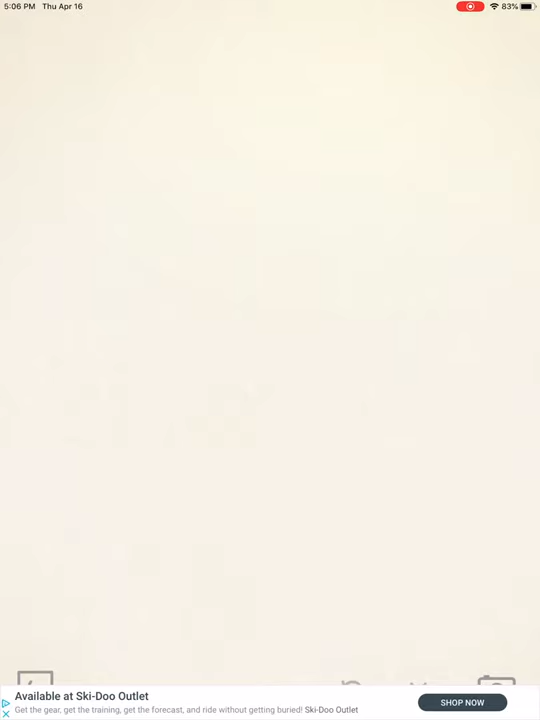 5:06 PM Thu Apr 16
83%
Available at Ski-Doo Outlet
Get the gear, get the training, get the forecast, and ride without getting buried! Ski-Doo Outlet
SHOP NOW